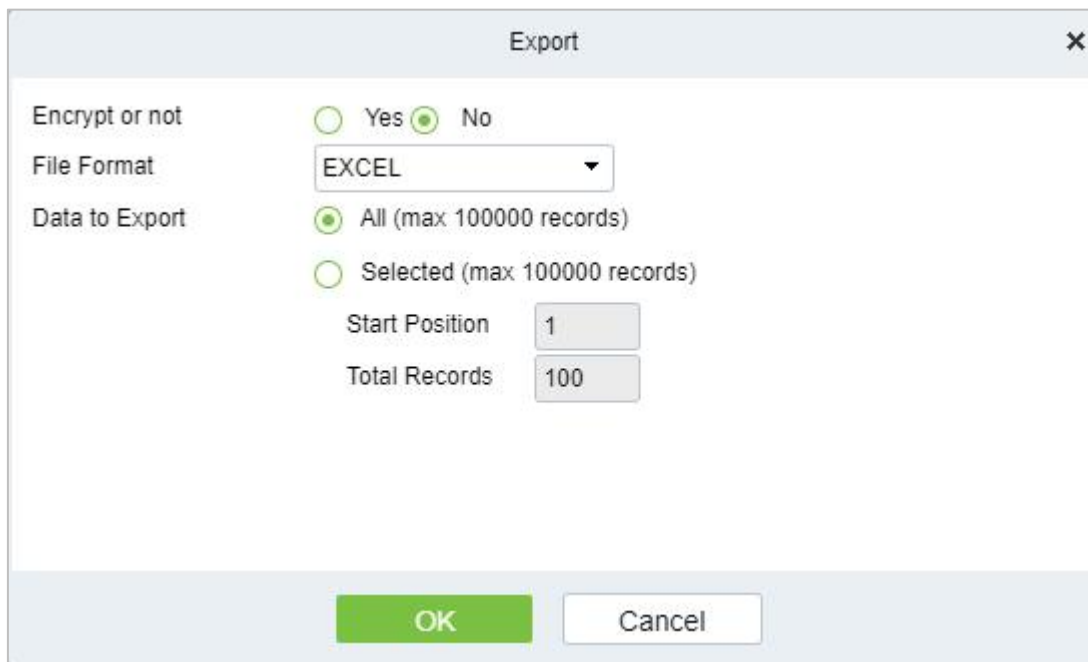 Export
Encrypt or not Yes No
File Format EXCEL
Data to Export All (max 100000 records)
Selected (max 100000 records)
Start Position 1
Total Records 100
OK Cancel